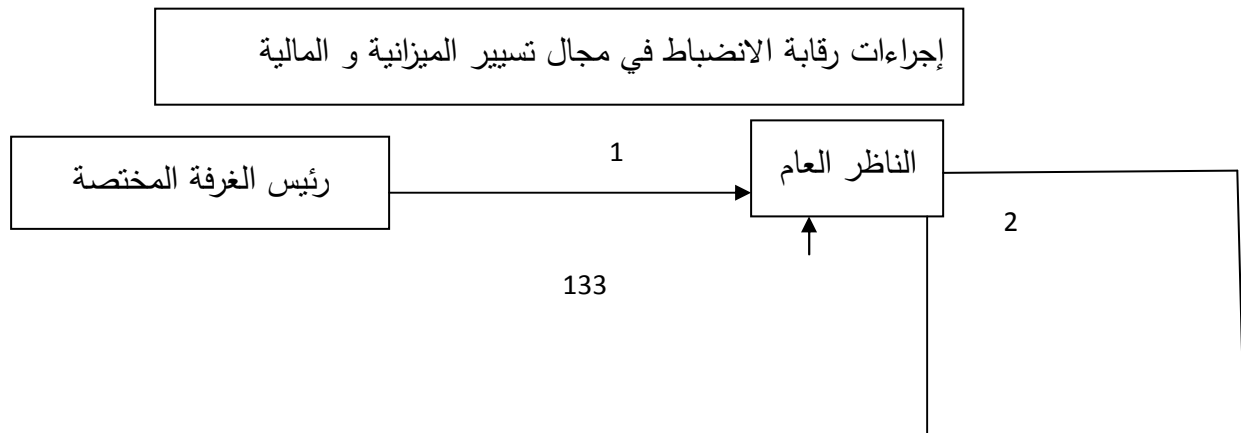 إجراءات رقابة الانضباط في مجال تسيير الميزانية و المالية
الناظر العام
1
رئيس الغرفة المختصة
2
133